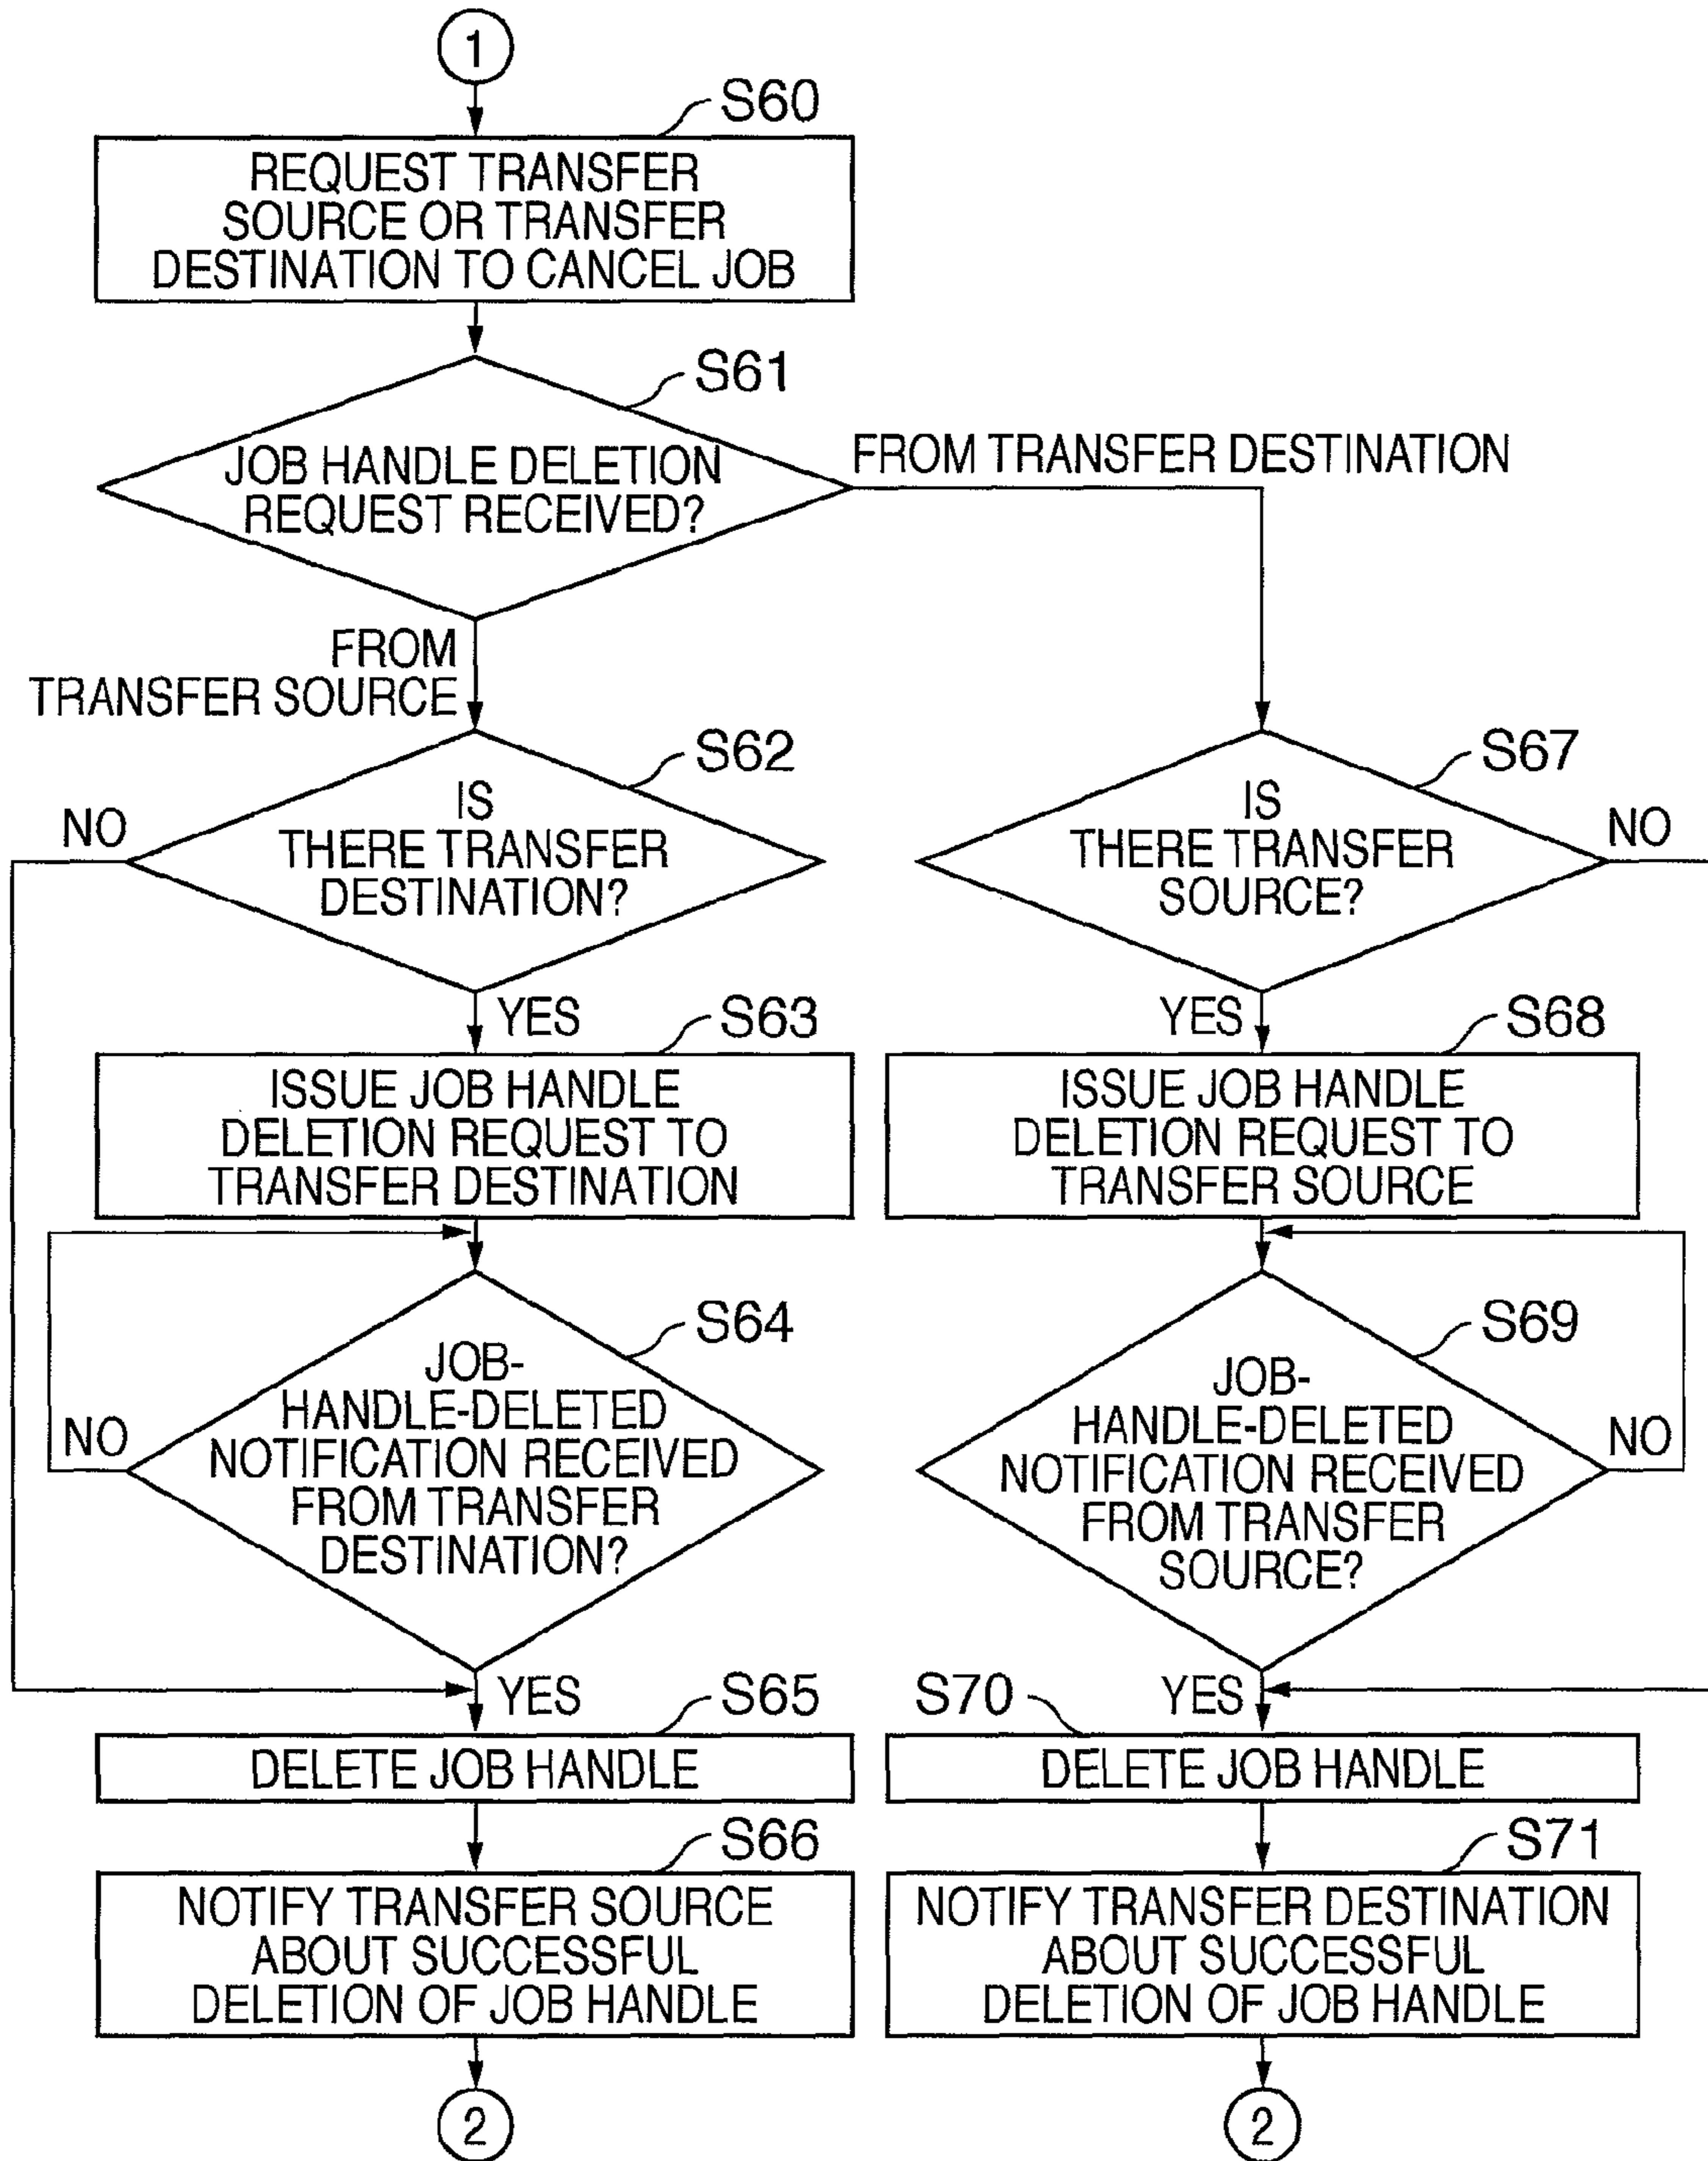 1
S60
REQUEST TRANSFER
SOURCE OR TRANSFER
DESTINATION TO CANCEL JOB
S61
JOB HANDLE DELETION
REQUEST RECEIVED?
FROM TRANSFER DESTINATION
FROM
TRANSFER SOURCE
S62
IS
THERE TRANSFER
DESTINATION?
NO
YES
S67
IS
THERE TRANSFER
SOURCE?
NO
YES
S63
ISSUE JOB HANDLE
DELETION REQUEST TO
TRANSFER DESTINATION
S68
ISSUE JOB HANDLE
DELETION REQUEST TO
TRANSFER SOURCE
S64
JOB-
HANDLE-DELETED
NOTIFICATION RECEIVED
FROM TRANSFER
DESTINATION?
NO
YES
S69
JOB-
HANDLE-DELETED
NOTIFICATION RECEIVED
FROM TRANSFER
SOURCE?
NO
YES
S65
DELETE JOB HANDLE
S70
DELETE JOB HANDLE
S66
NOTIFY TRANSFER SOURCE
ABOUT SUCCESSFUL
DELETION OF JOB HANDLE
S71
NOTIFY TRANSFER DESTINATION
ABOUT SUCCESSFUL
DELETION OF JOB HANDLE
2
2